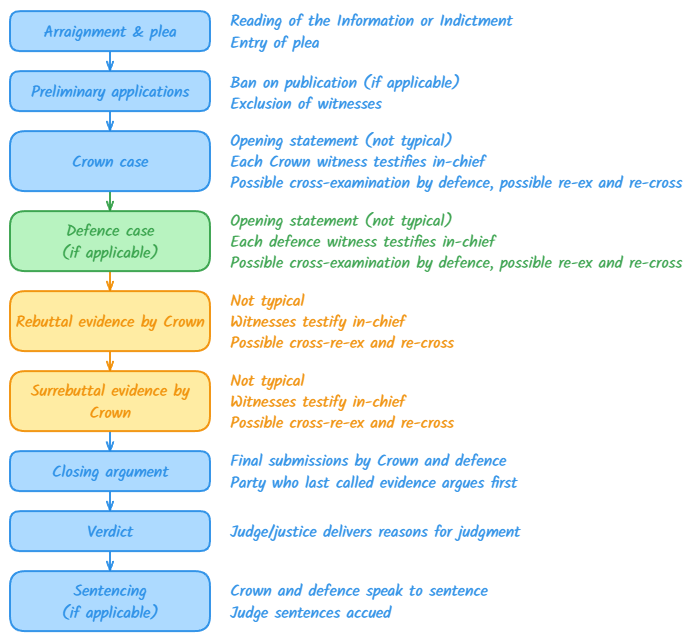 Arraignment & plea
Reading of the Information or Indictment
Entry of plea
Preliminary applications
Ban on publication (if applicable)
Exclusion of witnesses
Crown case
Opening statement (not typical)
Each Crown witness testifies in-chief
Possible cross-examination by defence, possible re-ex and re-cross
Defence case
(if applicable)
Opening statement (not typical)
Each defence witness testifies in-chief
Possible cross-examination by defence, possible re-ex and re-cross
Rebuttal evidence by Crown
Not typical
Witnesses testify in-chief
Possible cross-re-ex and re-cross
Surrebuttal evidence by
Crown
Not typical
Witnesses testify in-chief
Possible cross-re-ex and re-cross
Closing argument
Final submissions by Crown and defence
Party who last called evidence argues first
Verdict
Judge/justice delivers reasons for judgment
Sentencing
(if applicable)
Crown and defence speak to sentence
Judge sentences accued